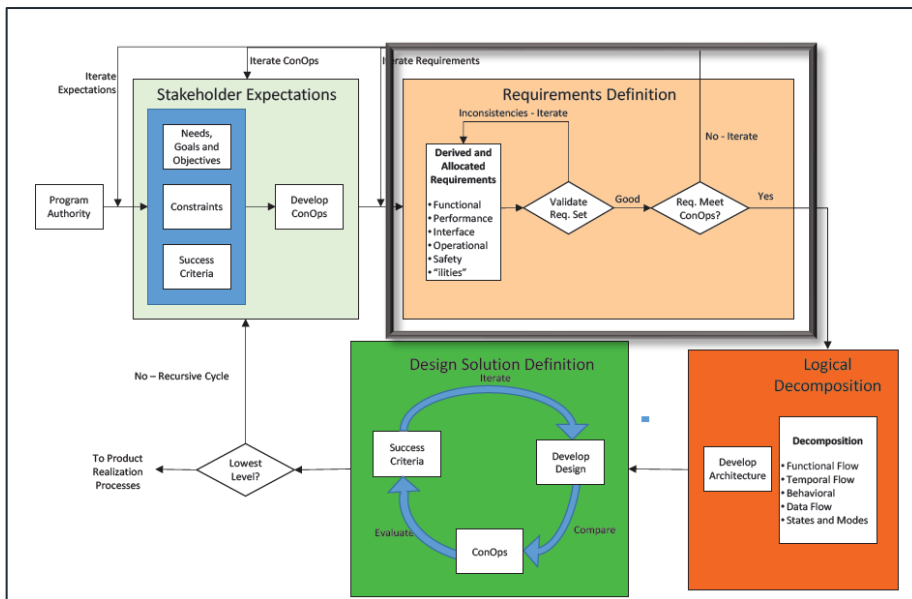 Iterate
Expectations
Iterate ConOps
Iterate Requirements
Stakeholder Expectations
Needs,
Goals and
Objectives
Program
Authority
Constraints
Develop
ConOps
Success
Criteria
Requirements Definition
Inconsistencies - Iterate
No - Iterate
Derived and
Allocated
Requirements
• Functional
• Performance
• Interface
• Operational
• Safety
• "ilities"
Validate
Req. Set
Good
Req. Meet
ConOps?
Yes
Logical
Decomposition
Develop
Architecture
Decomposition
• Functional Flow
• Temporal Flow
• Behavioral
• Data Flow
• States and Modes
Design Solution Definition
Iterate
Success
Criteria
Develop
Design
Evaluate
ConOps
Compare
No – Recursive Cycle
Lowest
Level?
To Product
Realization
Processes